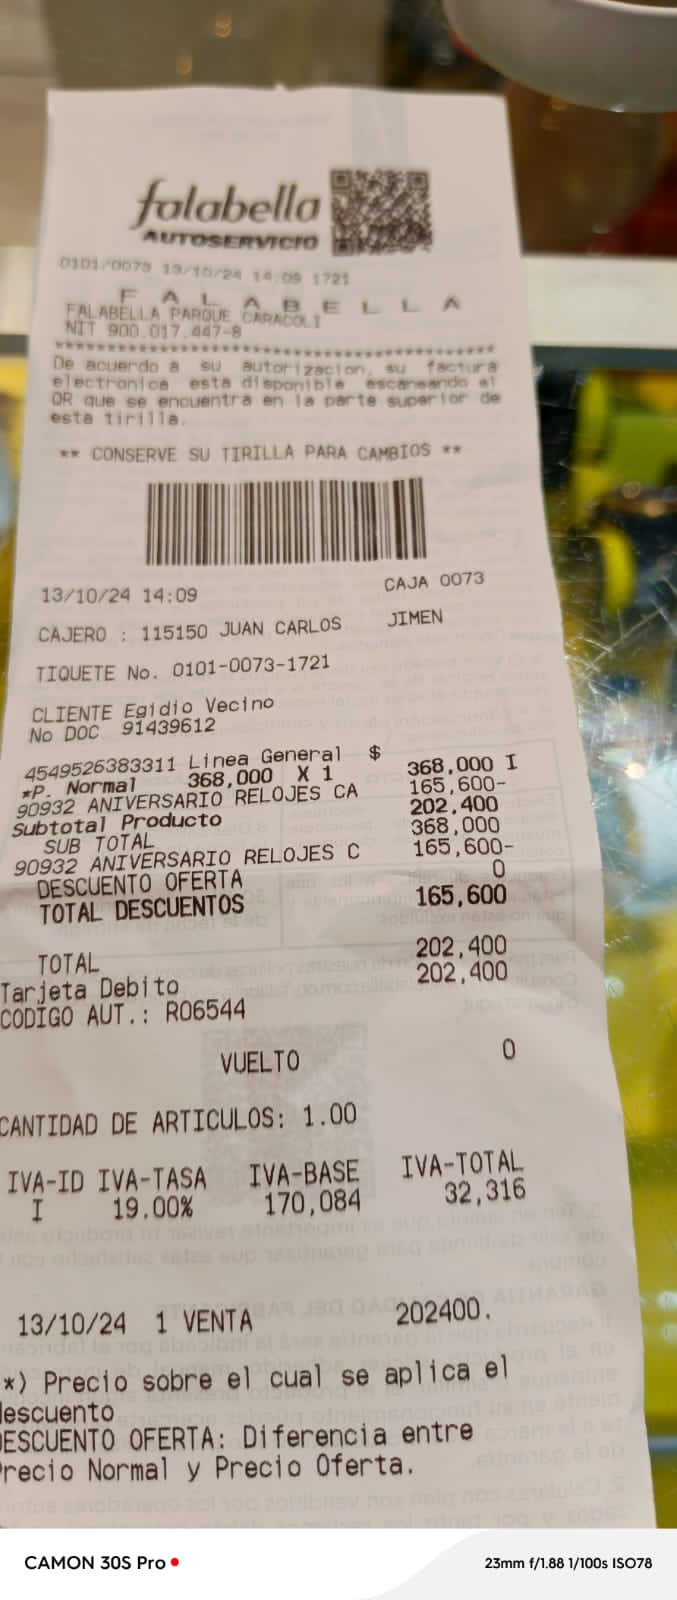 falabella
AUTOSERVICIO
0101/0073 13/10/24 14:09 1721
F A L A B E L L A
FALABELLA PARQUE CARACOLI
NIT 900.017.447-8
De acuerdo a su autorizacion, su factura
electronica esta disponible escaneando el
QR que se encuentra en la parte superior de
esta tirilla.
** CONSERVE SU TIRILLA PARA CAMBIOS **
13/10/24 14:09 CAJA 0073
CAJERO : 115150 JUAN CARLOS JIMEN
TIQUETE No. 0101-0073-1721
CLIENTE Egidio Vecino
No DOC 91439612
4549526383311 Linea General $ 368,000 I
*P. Normal 368,000 X 1
90932 ANIVERSARIO RELOJES CA 165,600-
Subtotal Producto 202,400
SUB TOTAL 368,000
90932 ANIVERSARIO RELOJES C 165,600-
DESCUENTO OFERTA 0
TOTAL DESCUENTOS 165,600
TOTAL 202,400
Tarjeta Debito 202,400
CODIGO AUT.: R06544
VUELTO 0
CANTIDAD DE ARTICULOS: 1.00
IVA-ID IVA-TASA IVA-BASE IVA-TOTAL
I 19.00% 170,084 32,316
13/10/24 1 VENTA 202400.
*) Precio sobre el cual se aplica el
descuento
DESCUENTO OFERTA: Diferencia entre
Precio Normal y Precio Oferta.
CAMON 30S Pro
23mm f/1.88 1/100s ISO78